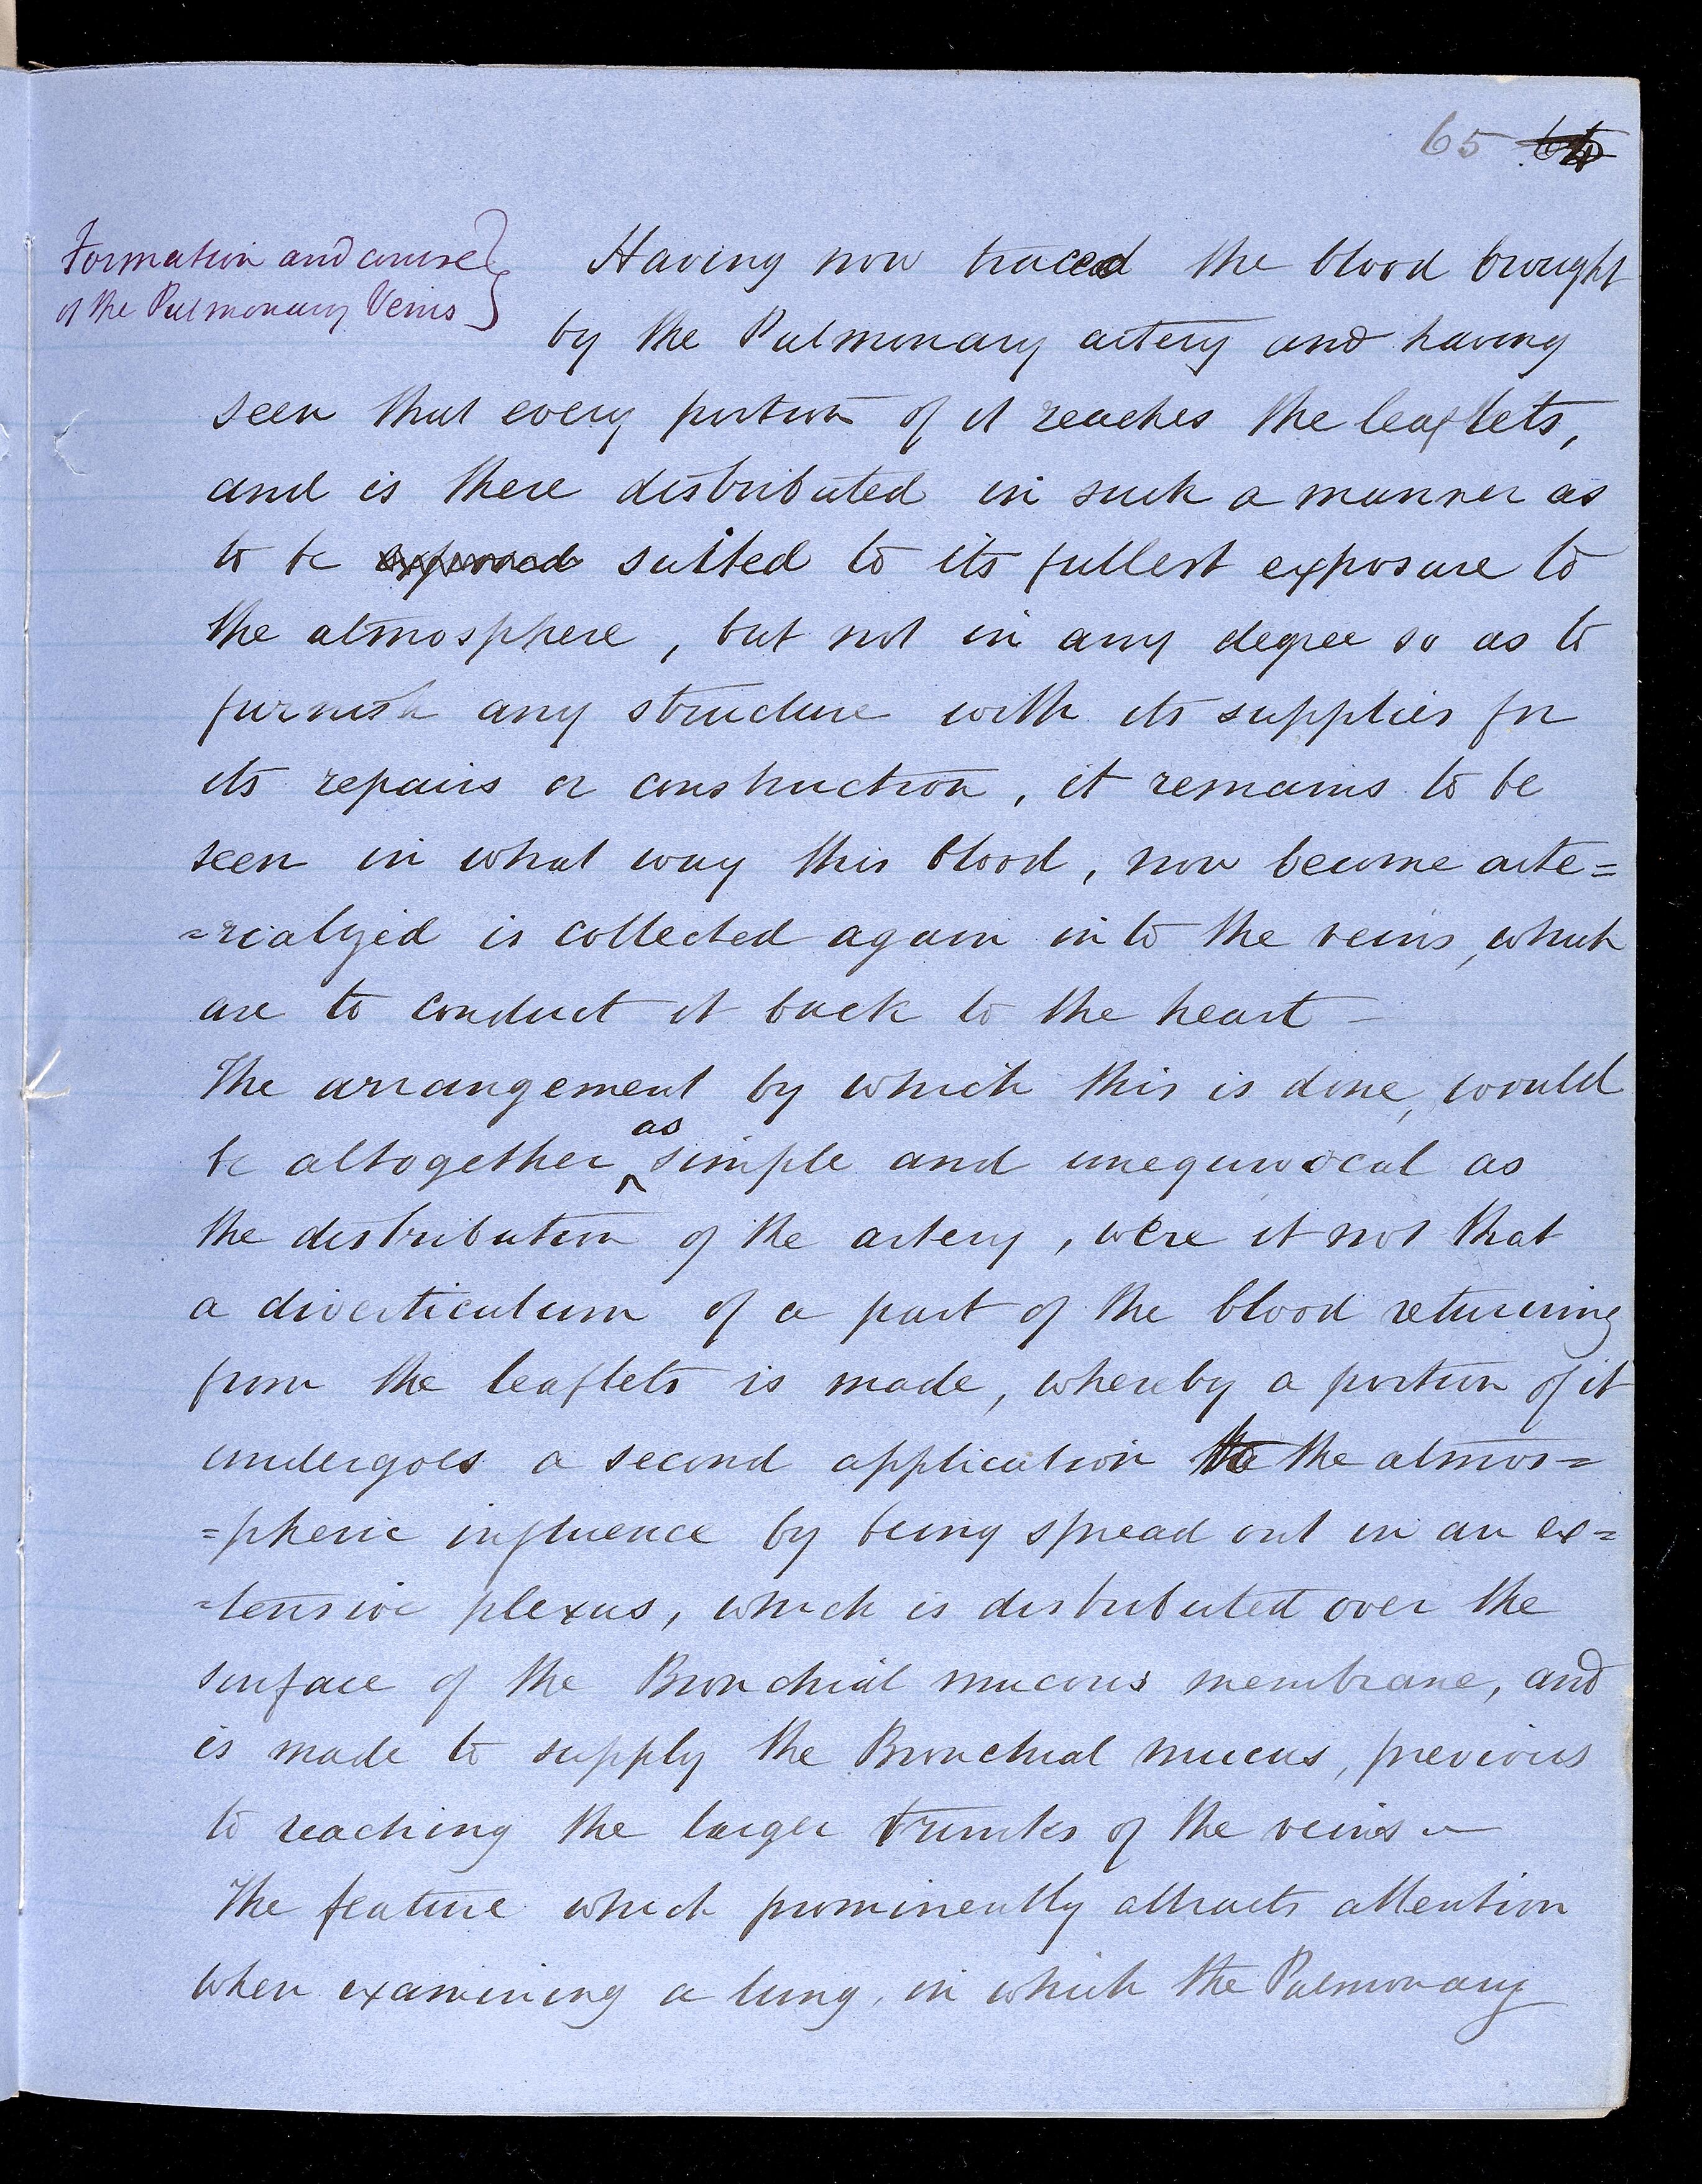 65
Formation and course
of the Pulmonary Veins
Having now traced the blood brought
by the Pulmonary artery and having
seen that every portion of it reaches the leaflets,
and is there distributed in such a manner as
to be exposed suited to its fullest exposure to
the atmosphere, but not in any degree so as to
furnish any structure with its supplies for
its repairs or construction, it remains to be
seen in what way this blood, now become arte=
=rialized is collected again into the veins, which
are to conduct it back to the heart -
The arrangement by which this is done, would
be altogether as simple and unequivocal as
the distribution of the artery, were it not that
a diverticulum of a part of the blood returning
from the leaflets is made, whereby a portion of it
undergoes a second application to the atmos=
=pheric influence by being spread out in an ex=
=tensive plexus, which is distributed over the
surface of the Bronchial mucous membrane, and
is made to supply the Bronchial mucus, previous
to reaching the larger trunks of the veins -
The feature which prominently attracts attention
when examining a lung, in which the Pulmonary